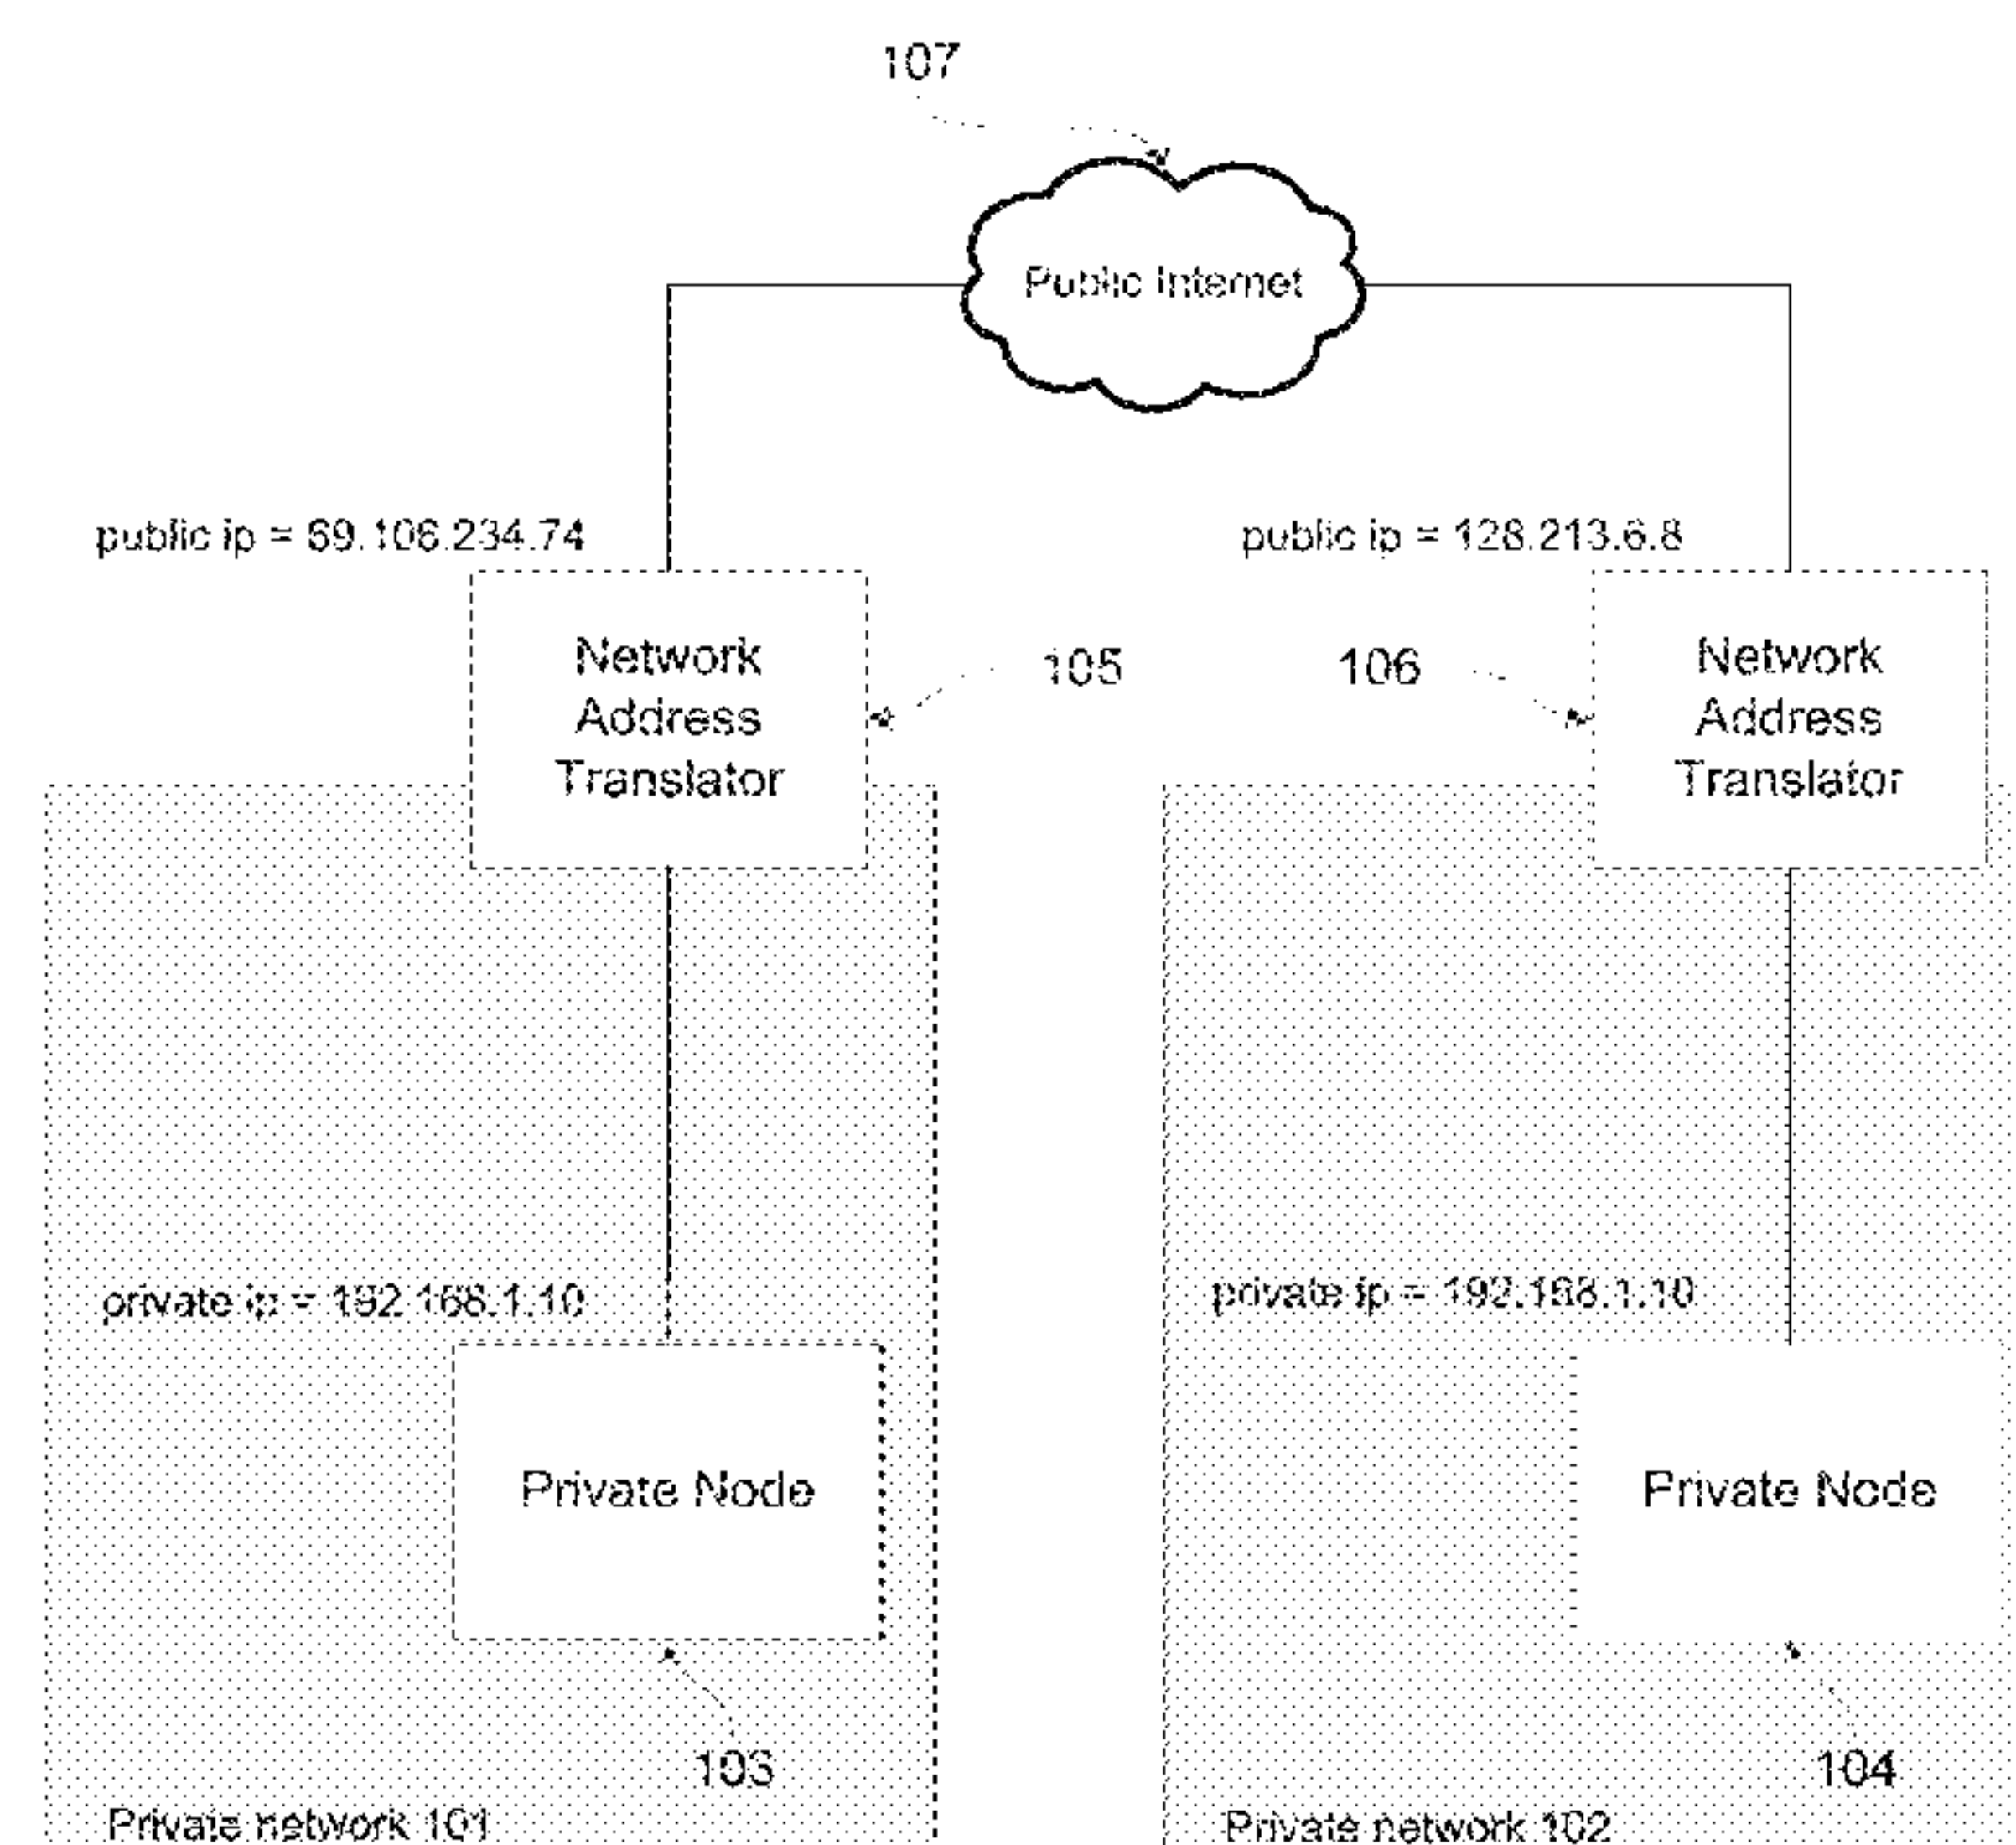 107
Public Internet
public ip = 69.106.234.74
public ip = 128.213.6.8
Network
Address
Translator
105
106
Network
Address
Translator
private ip = 192.168.1.10
private ip = 192.168.1.10
Private Node
Private Node
103
104
Private network 101
Private network 102